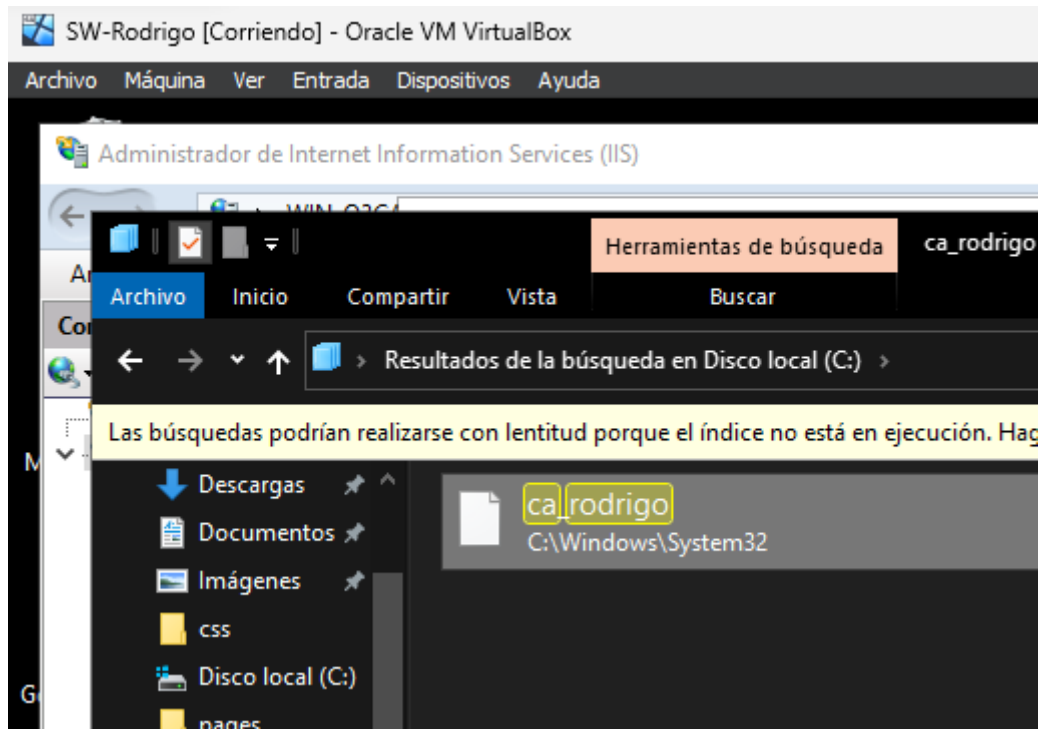 SW-Rodrigo [Corriendo] - Oracle VM VirtualBox
Archivo Máquina Ver Entrada Dispositivos Ayuda
Administrador de Internet Information Services (IIS)
Herramientas de búsqueda ca_rodrigo
Archivo Inicio Compartir Vista Buscar
Resultados de la búsqueda en Disco local (C:)
Las búsquedas podrían realizarse con lentitud porque el índice no está en ejecución.
Descargas
ca_rodrigo
C:\Windows\System32
Documentos
Imágenes
css
Disco local (C:)
pages